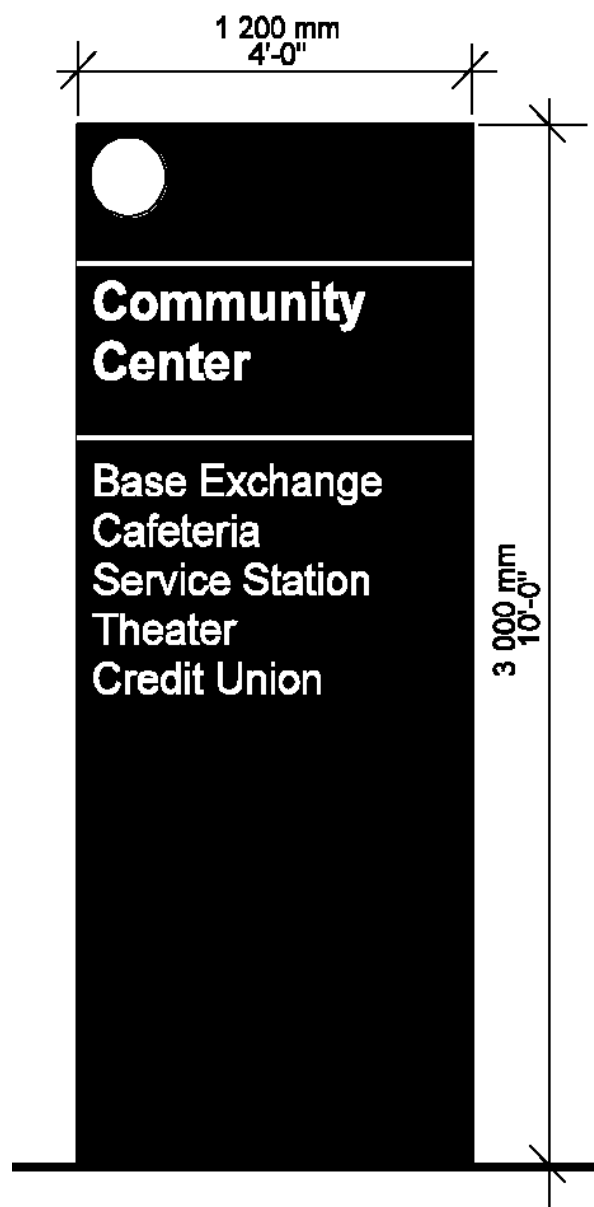 1 200 mm
4'-0"
Community
Center
Base Exchange
Cafeteria
Service Station
Theater
Credit Union
3 000 mm
10'-0"